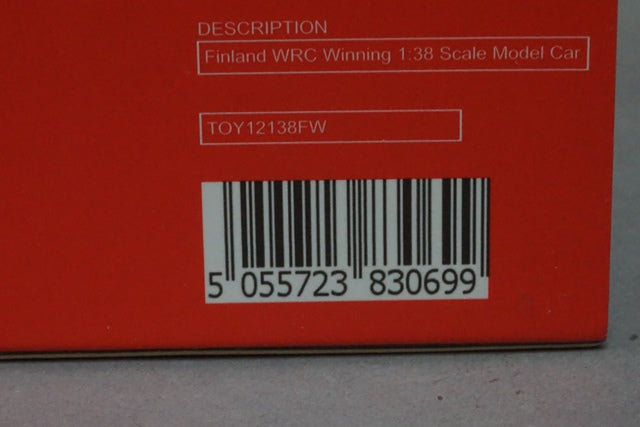 DESCRIPTION
Finland WRC Winning 1:38 Scale Model Car
TOY12138FW
5 055723 830699